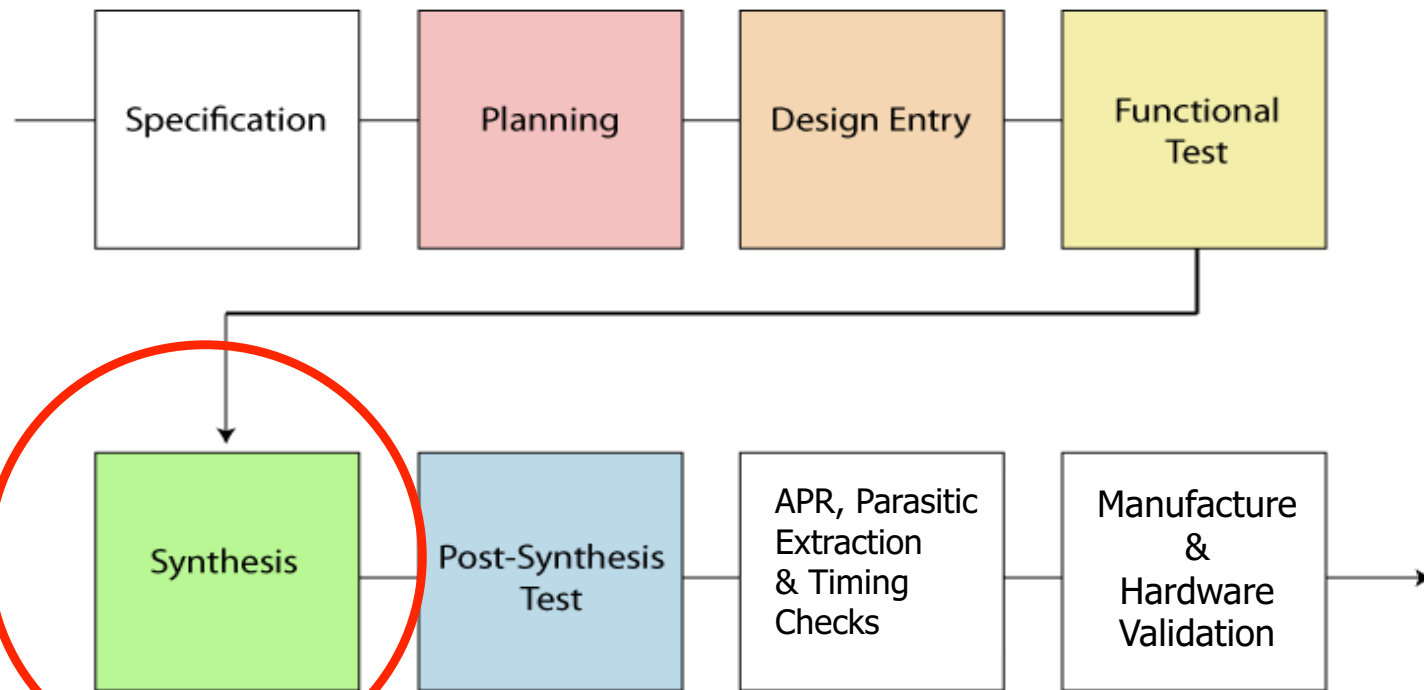 Specification
Planning
Design Entry
Functional
Test
Synthesis
Post-Synthesis
Test
APR, Parasitic
Extraction
& Timing
Checks
Manufacture
&
Hardware
Validation